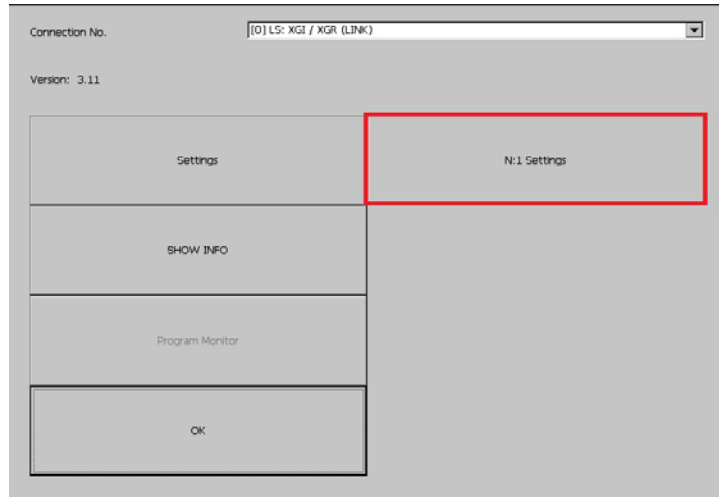 Connection No. [0] LS: XGI / XGR (LINK)
Version: 3.11
Settings N:1 Settings
SHOW INFO
Program Monitor
OK